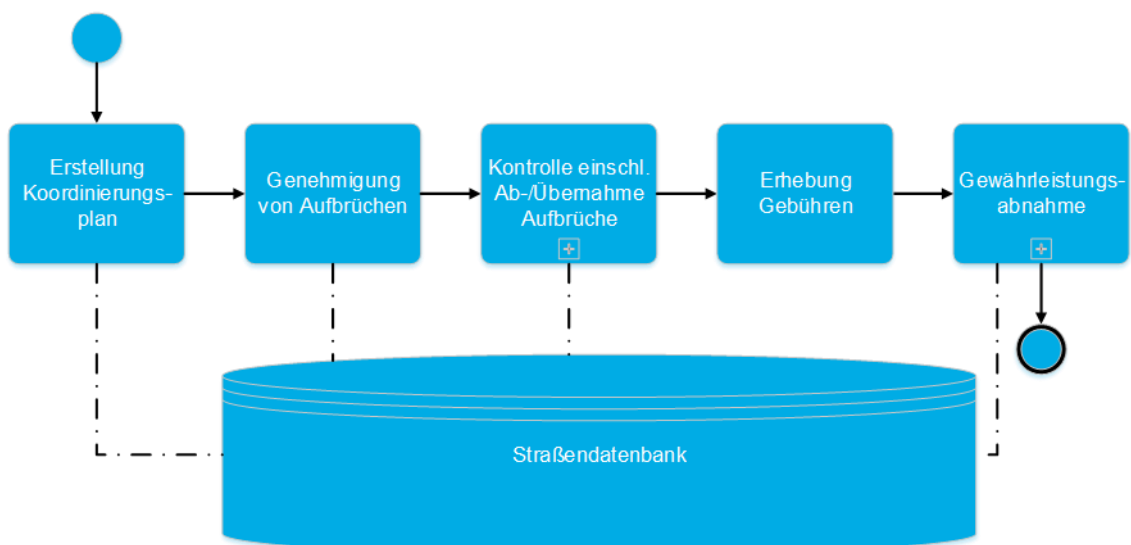 Erstellung
Koordinierungs-
plan
Genehmigung
von Aufbrüchen
Kontrolle einschl.
Ab-/Übernahme
Aufbrüche
Erhebung
Gebühren
Gewährleistungs-
abnahme
Straßendatenbank